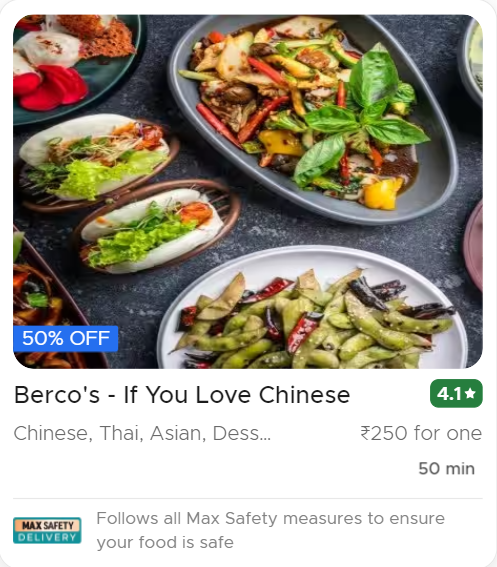 50% OFF
Berco's - If You Love Chinese
4.1★
Chinese, Thai, Asian, Dess...
₹250 for one
50 min
MAX SAFETY
DELIVERY
Follows all Max Safety measures to ensure
your food is safe